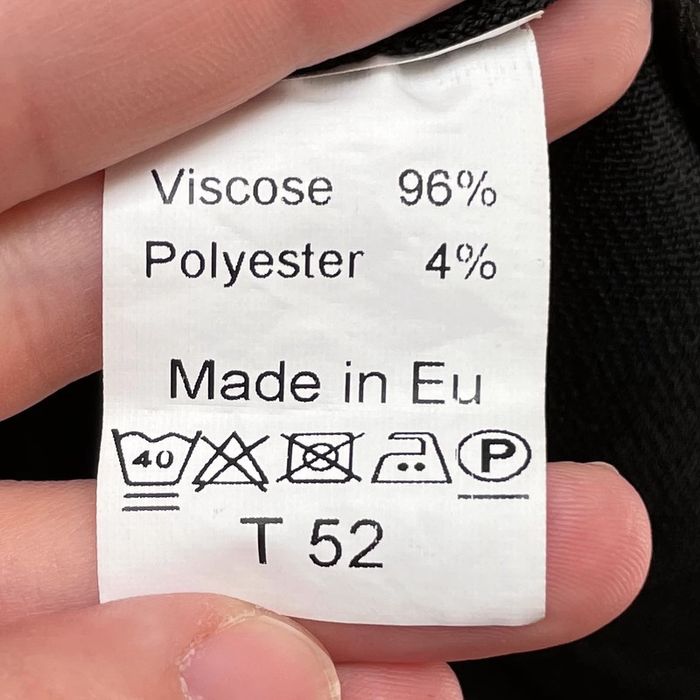 Viscose 96%
Polyester 4%
Made in Eu
40 P
T 52